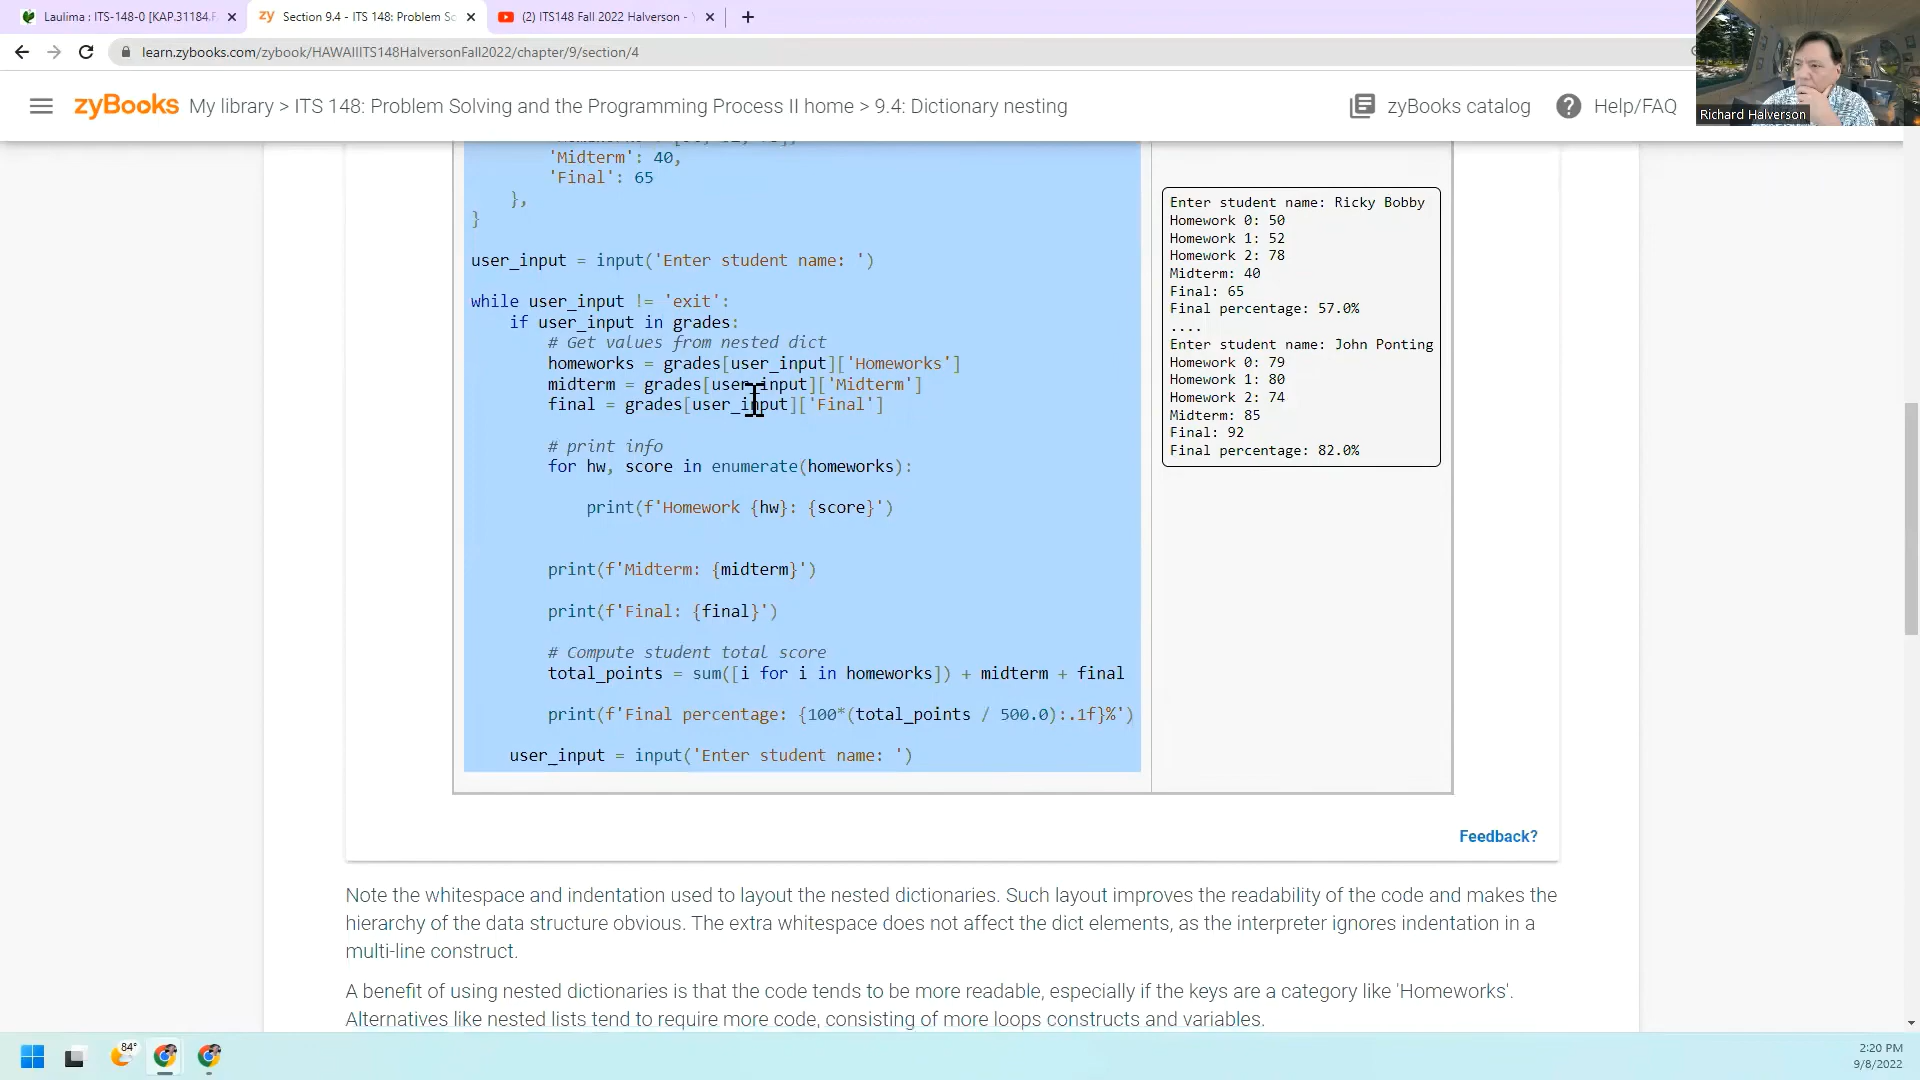 Laulima : ITS-148-0 [KAP.31184.F
Section 9.4 - ITS 148: Problem So
(2) ITS148 Fall 2022 Halverson -
learn.zybooks.com/zybook/HAWAIIITS148HalversonFall2022/chapter/9/section/4
zyBooks My library > ITS 148: Problem Solving and the Programming Process II home > 9.4: Dictionary nesting
zyBooks catalog
Help/FAQ
Richard Halverson
'Midterm': 40,
'Final': 65
},
}
user_input = input('Enter student name: ')
while user_input != 'exit':
if user_input in grades:
# Get values from nested dict
homeworks = grades[user_input]['Homeworks']
midterm = grades[user_input]['Midterm']
final = grades[user_input]['Final']
# print info
for hw, score in enumerate(homeworks):
print(f'Homework {hw}: {score}')
print(f'Midterm: {midterm}')
print(f'Final: {final}')
# Compute student total score
total_points = sum([i for i in homeworks]) + midterm + final
print(f'Final percentage: {100*(total_points / 500.0):.1f}%')
user_input = input('Enter student name: ')
Enter student name: Ricky Bobby
Homework 0: 50
Homework 1: 52
Homework 2: 78
Midterm: 40
Final: 65
Final percentage: 57.0%
....
Enter student name: John Ponting
Homework 0: 79
Homework 1: 80
Homework 2: 74
Midterm: 85
Final: 92
Final percentage: 82.0%
Feedback?
Note the whitespace and indentation used to layout the nested dictionaries. Such layout improves the readability of the code and makes the
hierarchy of the data structure obvious. The extra whitespace does not affect the dict elements, as the interpreter ignores indentation in a
multi-line construct.
A benefit of using nested dictionaries is that the code tends to be more readable, especially if the keys are a category like 'Homeworks'.
Alternatives like nested lists tend to require more code, consisting of more loops constructs and variables.
84°
2:20 PM
9/8/2022